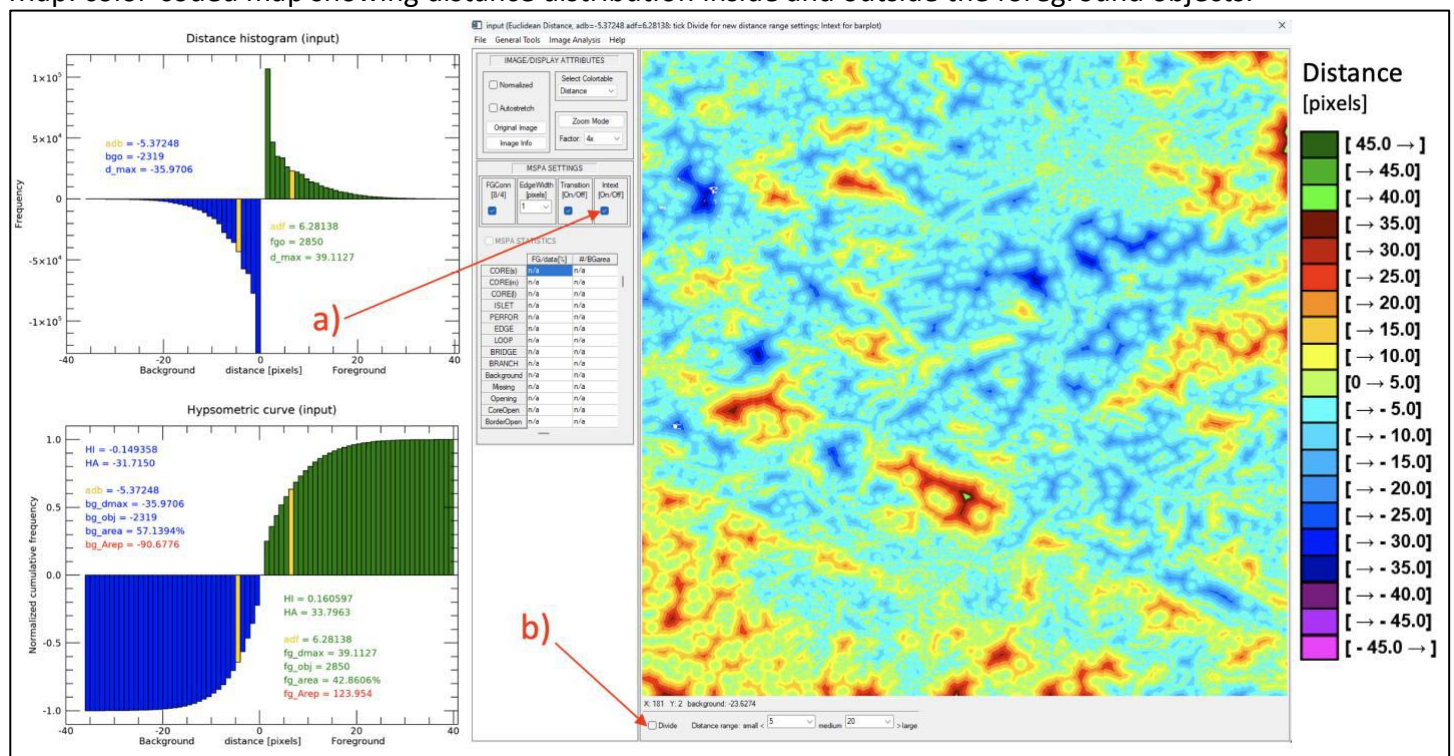 map: color-coded map showing distance distribution inside and outside the foreground objects.
Distance histogram (input)
1×10⁵
5×10⁴
0
-5×10⁴
-1×10⁵
Frequency
adb = -5.37248
bgo = -2319
d_max = -35.9706
adf = 6.28138
fgo = 2850
d_max = 39.1127
-40
-20
0
20
40
Background
distance [pixels]
Foreground
Hypsometric curve (input)
1.0
0.5
0.0
-0.5
-1.0
Normalized cumulative frequency
HI = -0.149358
HA = -31.7150
adb = -5.37248
bg_dmax = -35.9706
bg_obj = -2319
bg_area = 57.1394%
bg_Arep = -90.6776
HI = 0.160597
HA = 33.7963
adf = 6.28138
fg_dmax = 39.1127
fg_obj = 2850
fg_area = 42.8606%
fg_Arep = 123.954
-40
-20
0
20
40
Background
distance [pixels]
Foreground
a)
b)
input (Euclidean Distance, adb=-5.37248 adf=6.28138: tick Divide for new distance range settings; Intext for barplot)
File General Tools Image Analysis Help
IMAGE/DISPLAY ATTRIBUTES
Normalized
Autostretch
Original Image
Image Info
Select Colortable
Distance
Zoom Mode
Factor: 4x
MSPA SETTINGS
FGConn
[8/4]
EdgeWidth
[pixels]
1
Transition
[On/Off]
Intext
[On/Off]
MSPA STATISTICS
FG/data[%] #/BGarea
CORE(s) n/a n/a
CORE(m) n/a n/a
CORE(l) n/a n/a
ISLET n/a n/a
PERFOR n/a n/a
EDGE n/a n/a
LOOP n/a n/a
BRIDGE n/a n/a
BRANCH n/a n/a
Background n/a n/a
Missing n/a n/a
Opening n/a n/a
CoreOpen n/a n/a
BorderOpen n/a n/a
X: 181 Y: 2 background: -23.6274
Divide Distance range: small < 5 medium 20 > large
Distance
[pixels]
[ 45.0 → ]
[ → 45.0]
[ → 40.0]
[ → 35.0]
[ → 30.0]
[ → 25.0]
[ → 20.0]
[ → 15.0]
[ → 10.0]
[0 → 5.0]
[ → - 5.0]
[ → - 10.0]
[ → - 15.0]
[ → - 20.0]
[ → - 25.0]
[ → - 30.0]
[ → - 35.0]
[ → - 40.0]
[ → - 45.0]
[ - 45.0 → ]